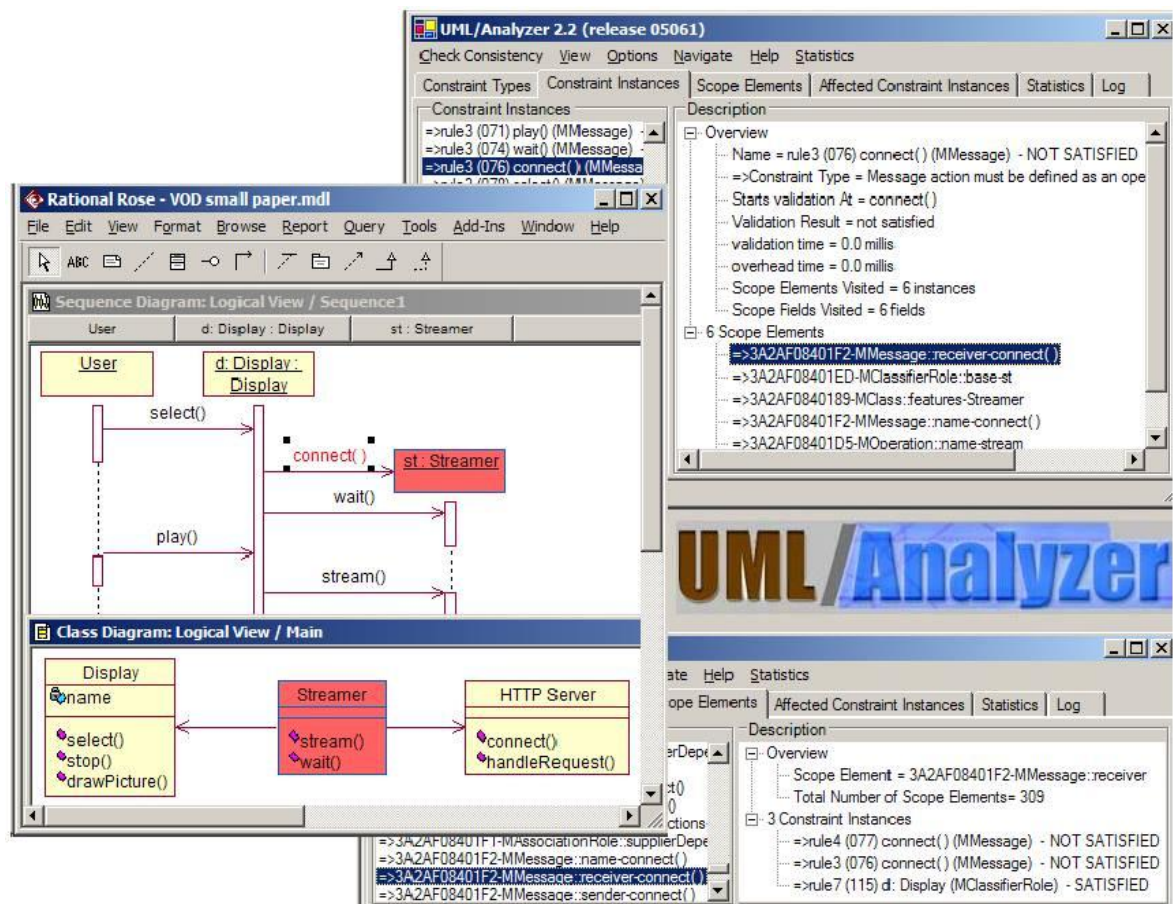 UML/Analyzer 2.2 (release 05061)
Check Consistency View Options Navigate Help Statistics
Constraint Types Constraint Instances Scope Elements Affected Constraint Instances Statistics Log
Constraint Instances
=>rule3 (071) play() (MMessage) -
=>rule3 (074) wait() (MMessage) -
=>rule3 (076) connect( ) (MMessa
Description
Overview
Name = rule3 (076) connect( ) (MMessage) - NOT SATISFIED
=>Constraint Type = Message action must be defined as an ope
Starts validation At = connect( )
Validation Result = not satisfied
validation time = 0.0 millis
overhead time = 0.0 millis
Scope Elements Visited = 6 instances
Scope Fields Visited = 6 fields
6 Scope Elements
=>3A2AF08401F2-MMessage::receiver-connect( )
=>3A2AF08401ED-MClassifierRole::base-st
=>3A2AF0840189-MClass::features-Streamer
=>3A2AF08401F2-MMessage::name-connect( )
=>3A2AF08401D5-MOperation::name-stream
Rational Rose - VOD small paper.mdl
File Edit View Format Browse Report Query Tools Add-Ins Window Help
ABC
Sequence Diagram: Logical View / Sequence1
User d: Display : Display st : Streamer
User
d: Display :
Display
select()
connect( )
st : Streamer
wait()
play()
stream()
Class Diagram: Logical View / Main
Display
name
select()
stop()
drawPicture()
Streamer
stream()
wait()
HTTP Server
connect()
handleRequest()
UML/Analyzer
ate Help Statistics
ope Elements Affected Constraint Instances Statistics Log
=>3A2AF08401F1-MAssociationRole::supplierDepe
=>3A2AF08401F2-MMessage::name-connect( )
=>3A2AF08401F2-MMessage::receiver-connect( )
=>3A2AF08401F2-MMessage::sender-connect( )
Description
Overview
Scope Element = 3A2AF08401F2-MMessage::receiver
Total Number of Scope Elements= 309
3 Constraint Instances
=>rule4 (077) connect( ) (MMessage) - NOT SATISFIED
=>rule3 (076) connect( ) (MMessage) - NOT SATISFIED
=>rule7 (115) d: Display (MClassifierRole) - SATISFIED